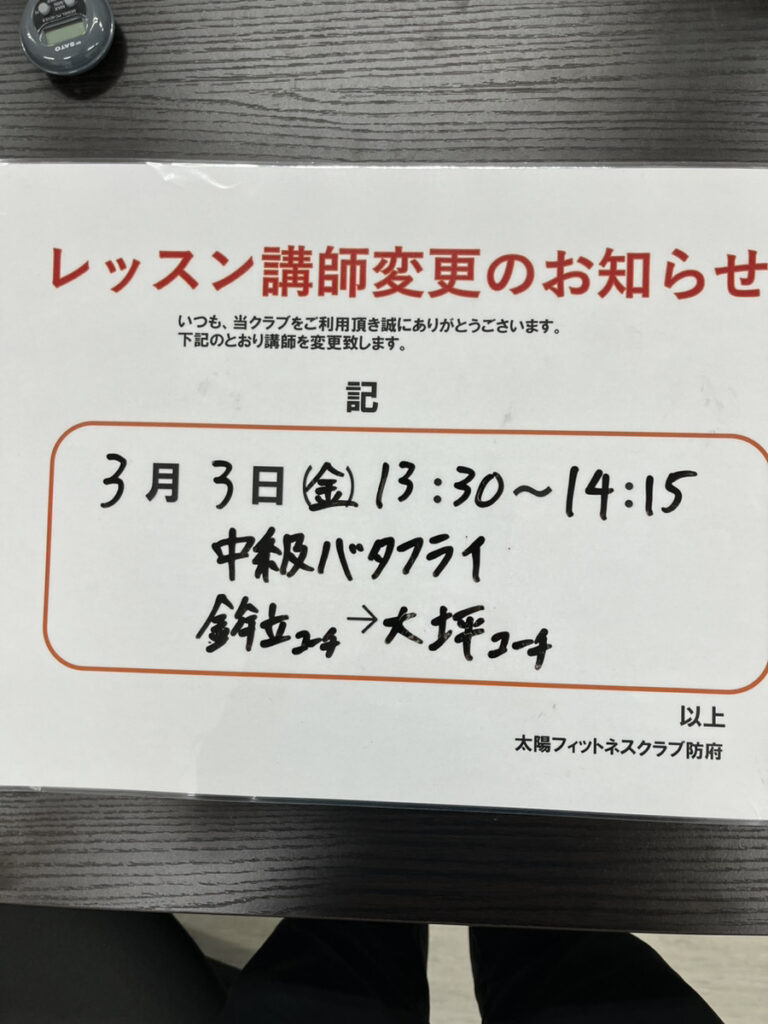 SATO
レッスン講師変更のお知らせ
いつも、当クラブをご利用頂き誠にありがとうございます。
下記のとおり講師を変更致します。
記
3月3日(金)13:30～14:15
中級バタフライ
鈴立コーチ→大坪コーチ
以上
太陽フィットネスクラブ防府